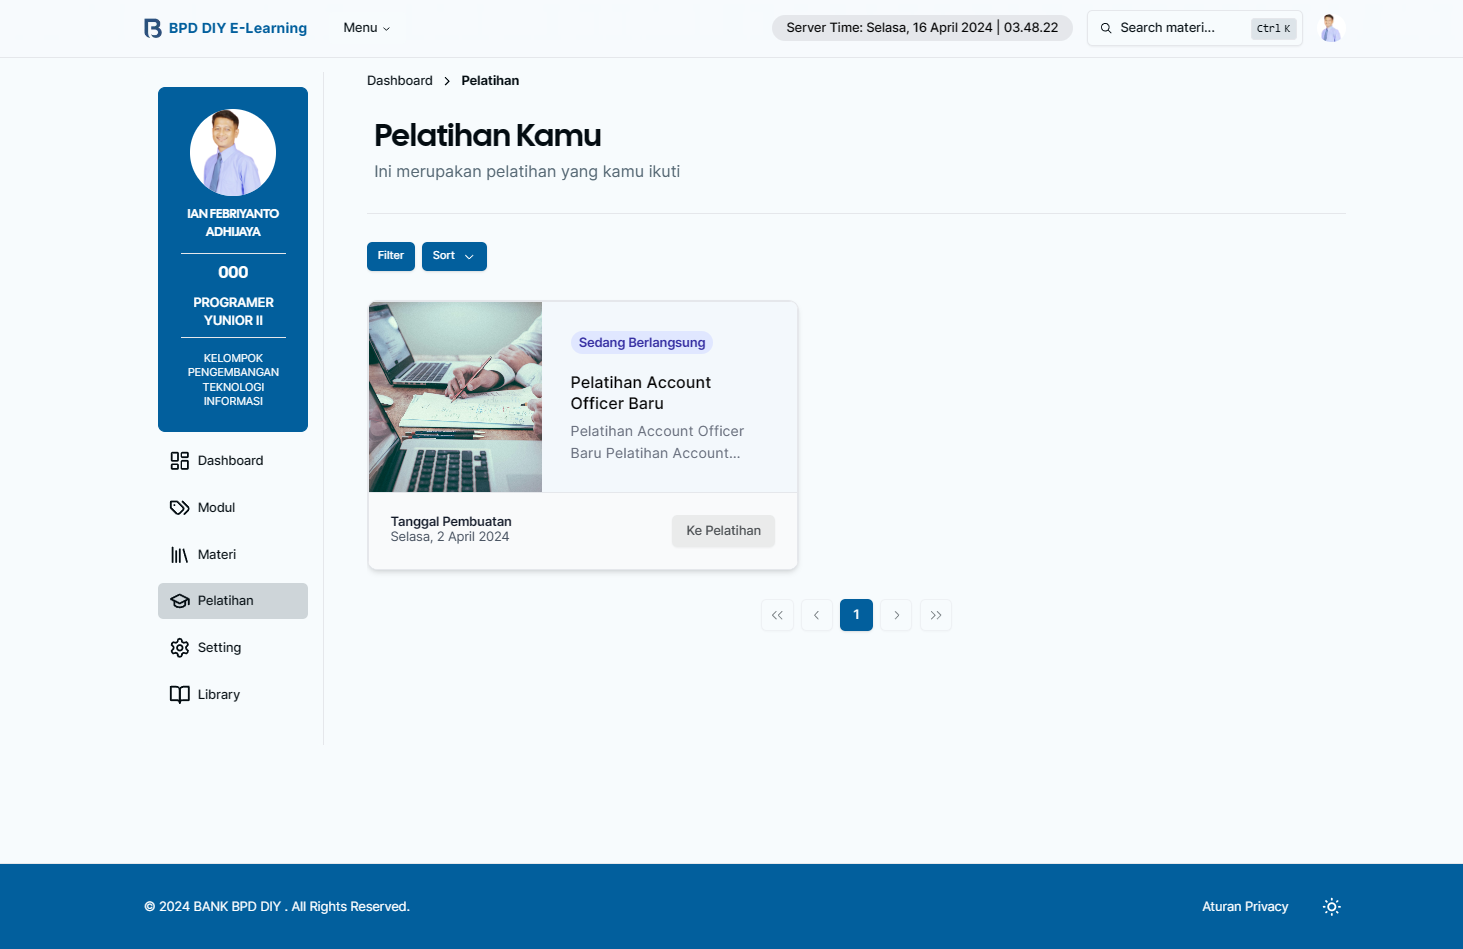 BPD DIY E-Learning
Menu
Server Time: Selasa, 16 April 2024 | 03.48.22
Search materi...
Ctrl K
IAN FEBRIYANTO
ADHIJAYA
000
PROGRAMER
YUNIOR II
KELOMPOK
PENGEMBANGAN
TEKNOLOGI
INFORMASI
Dashboard
Modul
Materi
Pelatihan
Setting
Library
Dashboard > Pelatihan
Pelatihan Kamu
Ini merupakan pelatihan yang kamu ikuti
Filter
Sort
Sedang Berlangsung
Pelatihan Account
Officer Baru
Pelatihan Account Officer
Baru Pelatihan Account...
Tanggal Pembuatan
Selasa, 2 April 2024
Ke Pelatihan
1
© 2024 BANK BPD DIY . All Rights Reserved.
Aturan Privacy